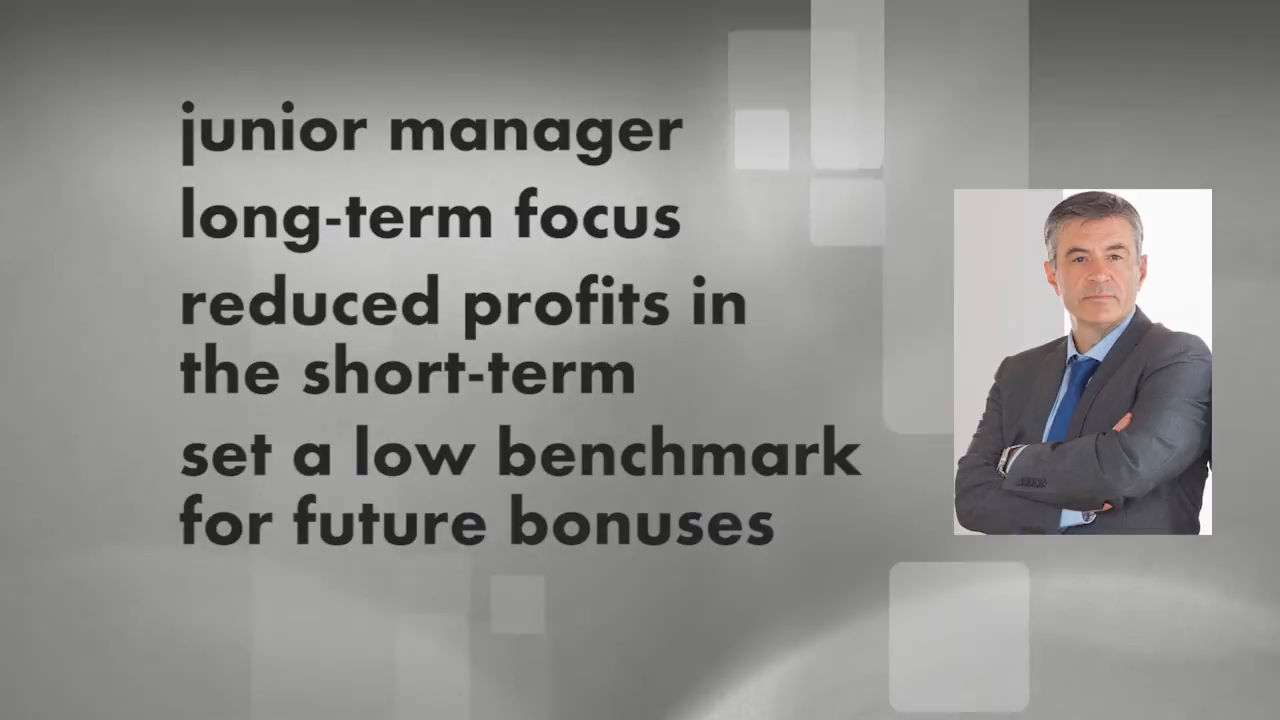 junior manager
long-term focus
reduced profits in
the short-term
set a low benchmark
for future bonuses